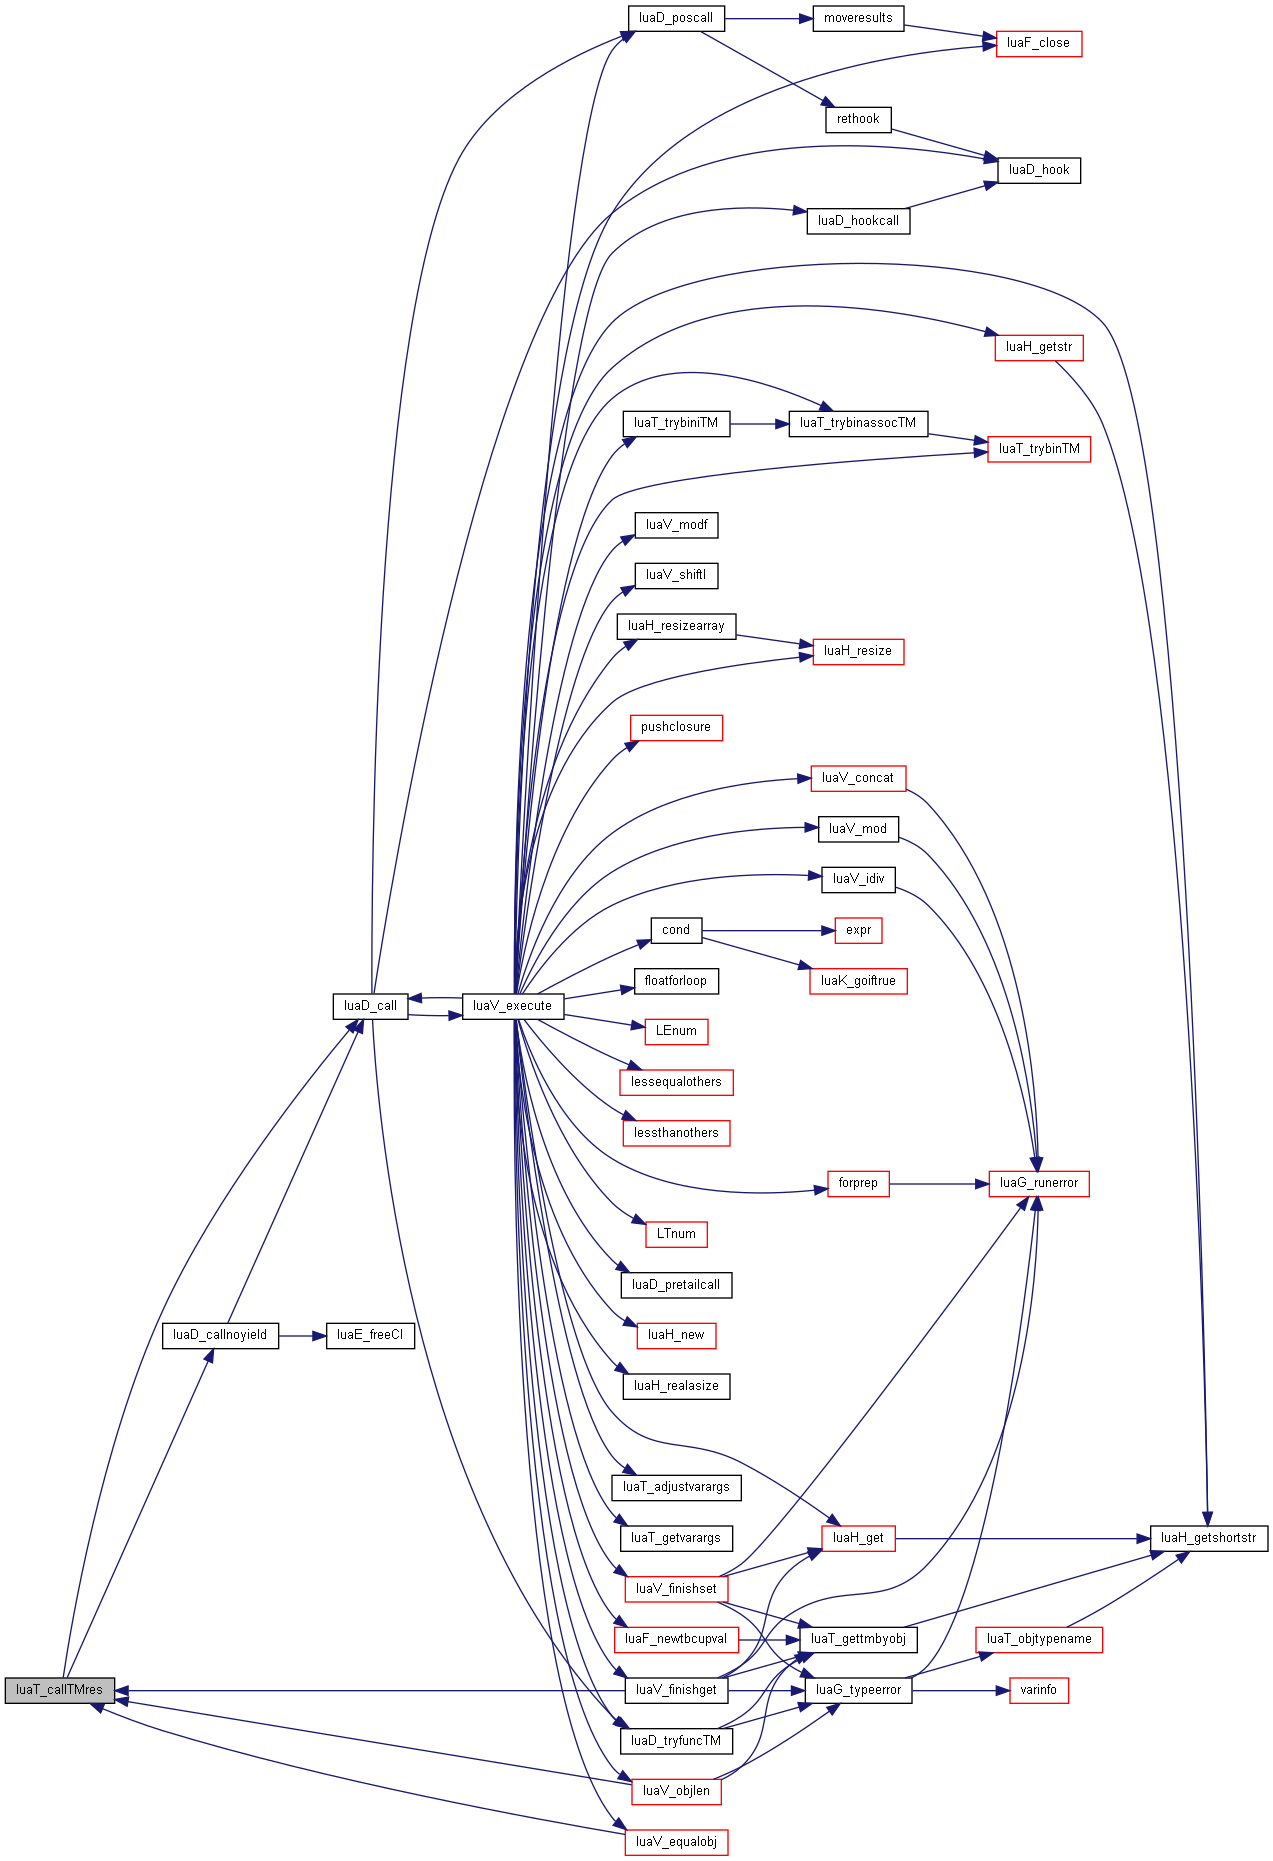 luaD_poscall
moveresults
luaF_close
rethook
luaD_hook
luaD_hookcall
luaH_getstr
luaT_trybiniTM
luaT_trybinassocTM
luaT_trybinTM
luaV_modf
luaV_shiftl
luaH_resizearray
luaH_resize
pushclosure
luaV_concat
luaV_mod
luaV_idiv
cond
expr
luaK_goiftrue
floatforloop
luaD_call
luaV_execute
LEnum
lessequalothers
lessthanothers
forprep
luaG_runerror
LTnum
luaD_pretailcall
luaD_callnoyield
luaE_freeCI
luaH_new
luaH_realasize
luaT_adjustvarargs
luaT_getvarargs
luaH_get
luaH_getshortstr
luaV_finishset
luaF_newtbcupval
luaT_gettmbyobj
luaT_objtypename
luaT_callTMres
luaV_finishget
luaG_typeerror
varinfo
luaD_tryfuncTM
luaV_objlen
luaV_equalobj